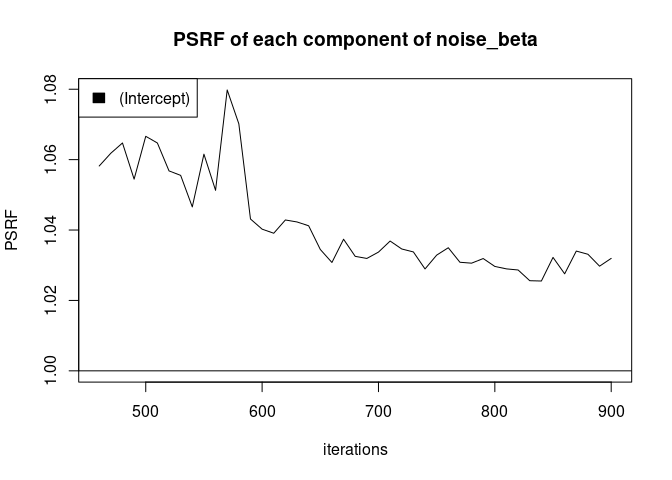 PSRF of each component of noise_beta
(Intercept)
PSRF
1.08
1.06
1.04
1.02
1.00
500 600 700 800 900
iterations